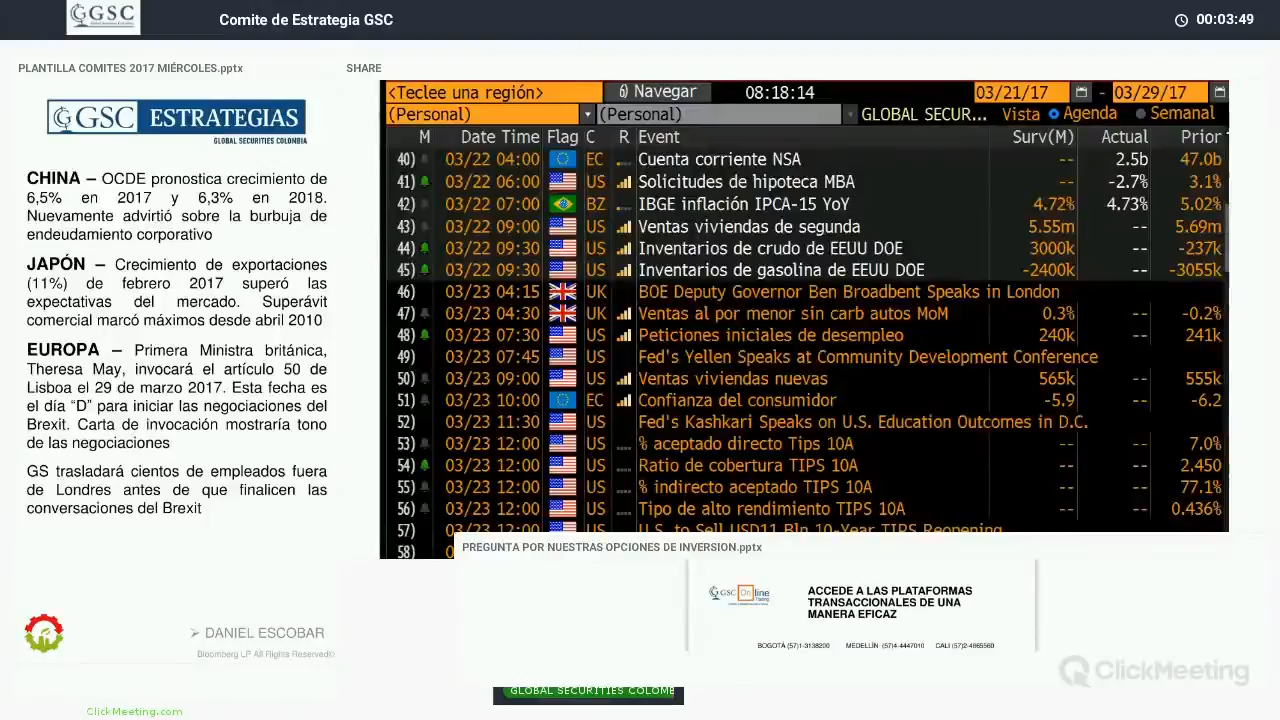 GSC
Comite de Estrategia GSC
00:03:49
PLANTILLA COMITES 2017 MIÉRCOLES.pptx
SHARE
GSC ESTRATEGIAS
GLOBAL SECURITIES COLOMBIA
CHINA – OCDE pronostica crecimiento de
6,5% en 2017 y 6,3% en 2018.
Nuevamente advirtió sobre la burbuja de
endeudamiento corporativo
JAPÓN – Crecimiento de exportaciones
(11%) de febrero 2017 superó las
expectativas del mercado. Superávit
comercial marcó máximos desde abril 2010
EUROPA – Primera Ministra británica,
Theresa May, invocará el artículo 50 de
Lisboa el 29 de marzo 2017. Esta fecha es
el día “D” para iniciar las negociaciones del
Brexit. Carta de invocación mostraría tono
de las negociaciones
GS trasladará cientos de empleados fuera
de Londres antes de que finalicen las
conversaciones del Brexit
➢ DANIEL ESCOBAR
Bloomberg LP All Rights Reserved©
ClickMeeting.com
<Teclee una región> Navegar 08:18:14 03/21/17 - 03/29/17
(Personal) (Personal) GLOBAL SECUR... Vista Agenda Semanal
M Date Time Flag C R Event Surv(M) Actual Prior
40) 03/22 04:00 EC Cuenta corriente NSA -- 2.5b 47.0b
41) 03/22 06:00 US Solicitudes de hipoteca MBA -- -2.7% 3.1%
42) 03/22 07:00 BZ IBGE inflación IPCA-15 YoY 4.72% 4.73% 5.02%
43) 03/22 09:00 US Ventas viviendas de segunda 5.55m -- 5.69m
44) 03/22 09:30 US Inventarios de crudo de EEUU DOE 3000k -- -237k
45) 03/22 09:30 US Inventarios de gasolina de EEUU DOE -2400k -- -3055k
46) 03/23 04:15 UK BOE Deputy Governor Ben Broadbent Speaks in London
47) 03/23 04:30 UK Ventas al por menor sin carb autos MoM 0.3% -- -0.2%
48) 03/23 07:30 US Peticiones iniciales de desempleo 240k -- 241k
49) 03/23 07:45 US Fed's Yellen Speaks at Community Development Conference
50) 03/23 09:00 US Ventas viviendas nuevas 565k -- 555k
51) 03/23 10:00 EC Confianza del consumidor -5.9 -- -6.2
52) 03/23 11:30 US Fed's Kashkari Speaks on U.S. Education Outcomes in D.C.
53) 03/23 12:00 US % aceptado directo Tips 10A -- -- 7.0%
54) 03/23 12:00 US Ratio de cobertura TIPS 10A -- -- 2.450
55) 03/23 12:00 US % indirecto aceptado TIPS 10A -- -- 77.1%
56) 03/23 12:00 US Tipo de alto rendimiento TIPS 10A -- -- 0.436%
57) 03/23 12:00 US U.S. to Sell USD11 Bln 10-Year TIPS Reopening
58) 0
PREGUNTA POR NUESTRAS OPCIONES DE INVERSION.pptx
GSC Online
ACCEDE A LAS PLATAFORMAS
TRANSACCIONALES DE UNA
MANERA EFICAZ
BOGOTÁ (57)1-3138200 MEDELLÍN (57)4-4447010 CALI (57)2-4865560
ClickMeeting
GLOBAL SECURITIES COLOMB